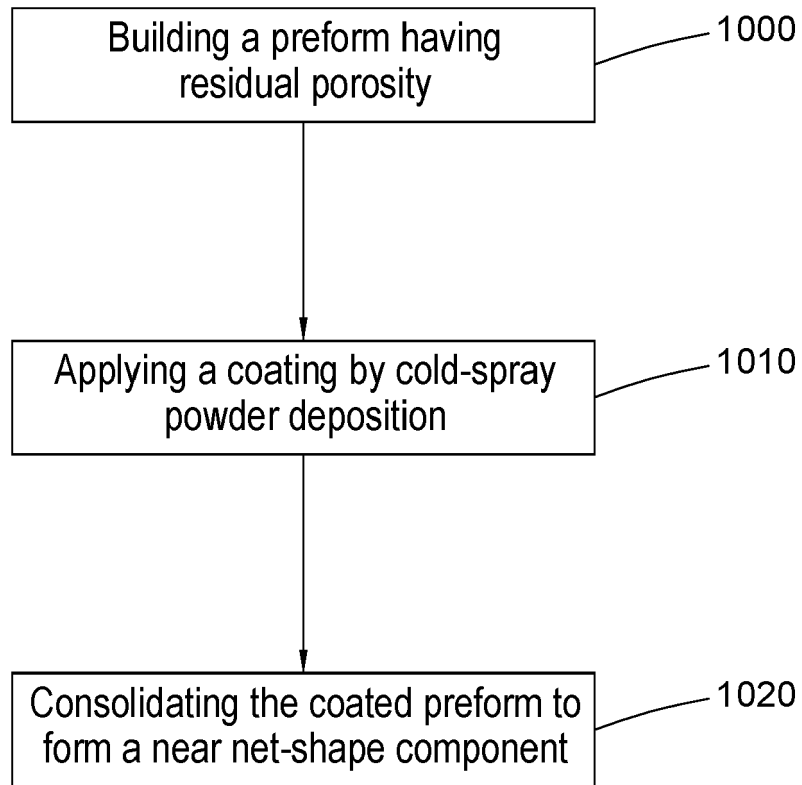 Building a preform having
residual porosity
1000
Applying a coating by cold-spray
powder deposition
1010
Consolidating the coated preform to
form a near net-shape component
1020